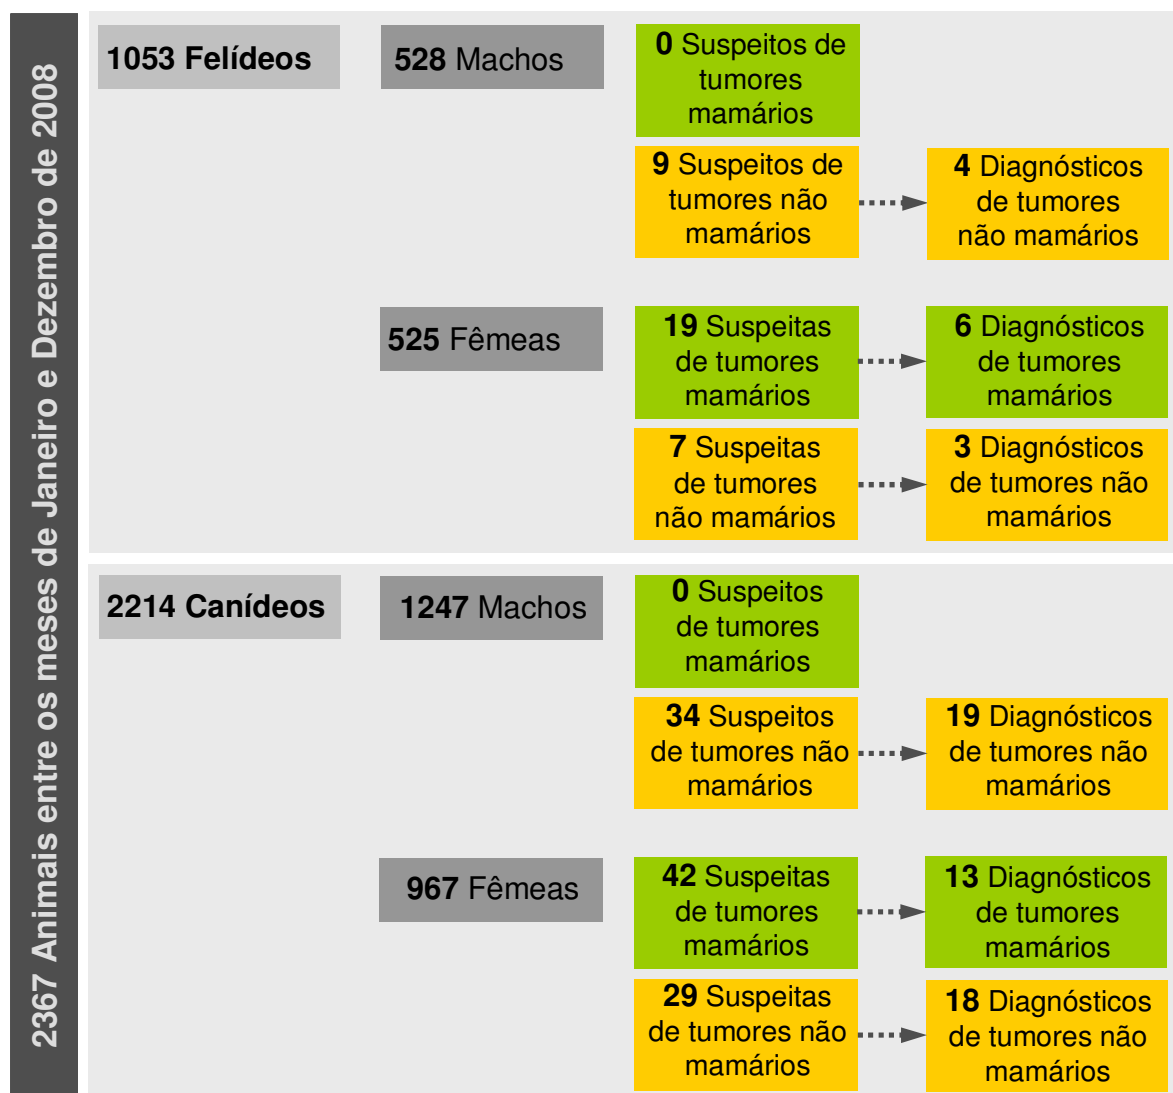 2367 Animais entre os meses de Janeiro e Dezembro de 2008
1053 Felídeos
528 Machos
0 Suspeitos de
tumores
mamários
9 Suspeitos de
tumores não
mamários
4 Diagnósticos
de tumores
não mamários
525 Fêmeas
19 Suspeitas
de tumores
mamários
6 Diagnósticos
de tumores
mamários
7 Suspeitas
de tumores
não mamários
3 Diagnósticos
de tumores não
mamários
2214 Canídeos
1247 Machos
0 Suspeitos
de tumores
mamários
34 Suspeitos
de tumores não
mamários
19 Diagnósticos
de tumores não
mamários
967 Fêmeas
42 Suspeitas
de tumores
mamários
13 Diagnósticos
de tumores
mamários
29 Suspeitas
de tumores não
mamários
18 Diagnósticos
de tumores não
mamários